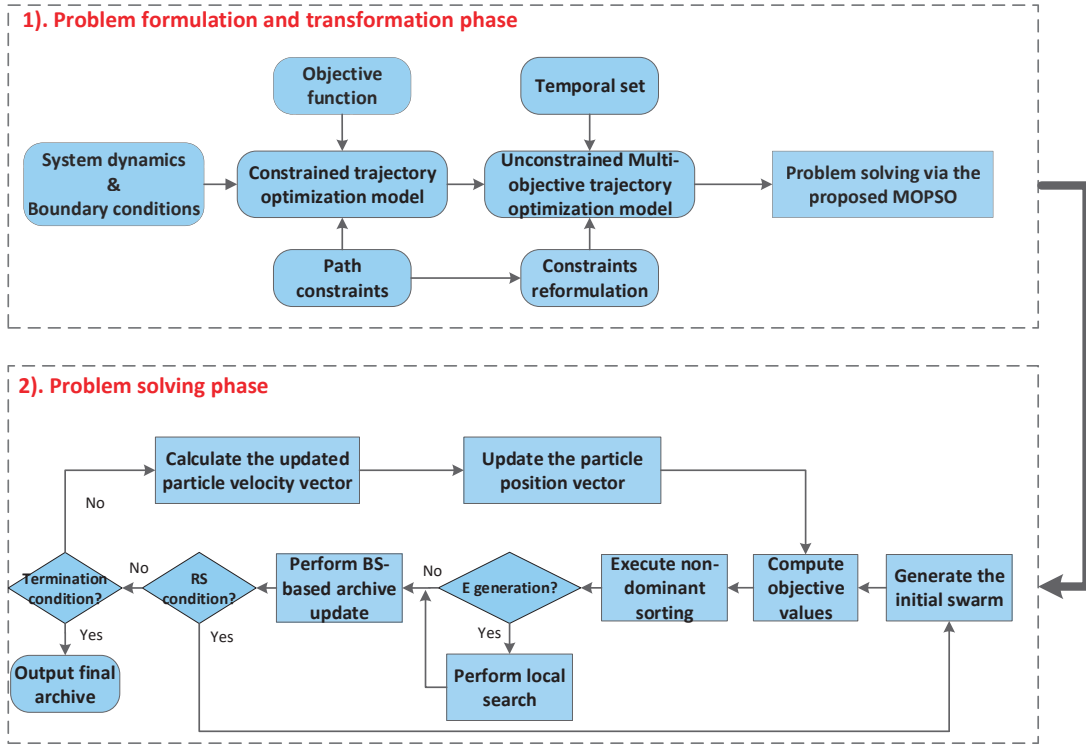 1). Problem formulation and transformation phase
Objective
function
Temporal set
System dynamics
&
Boundary conditions
Constrained trajectory
optimization model
Unconstrained Multi-
objective trajectory
optimization model
Problem solving via the
proposed MOPSO
Path
constraints
Constraints
reformulation
2). Problem solving phase
Calculate the updated
particle velocity vector
Update the particle
position vector
No
Termination
condition?
No
RS
condition?
Perform BS-
based archive
update
No
E generation?
Execute non-
dominant
sorting
Compute
objective
values
Generate the
initial swarm
Yes
Yes
Yes
Output final
archive
Perform local
search